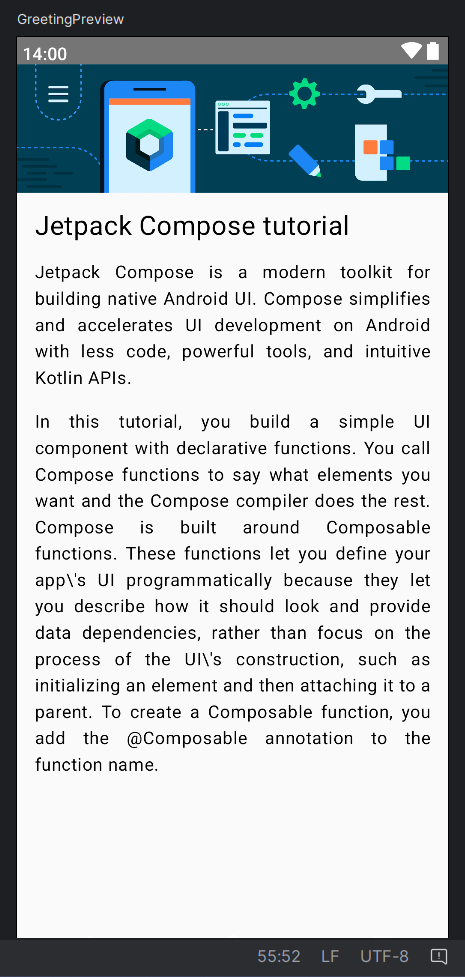 GreetingPreview
14:00
Jetpack Compose tutorial
Jetpack Compose is a modern toolkit for
building native Android UI. Compose simplifies
and accelerates UI development on Android
with less code, powerful tools, and intuitive
Kotlin APIs.
In this tutorial, you build a simple UI
component with declarative functions. You call
Compose functions to say what elements you
want and the Compose compiler does the rest.
Compose is built around Composable
functions. These functions let you define your
app\'s UI programmatically because they let
you describe how it should look and provide
data dependencies, rather than focus on the
process of the UI\'s construction, such as
initializing an element and then attaching it to a
parent. To create a Composable function, you
add the @Composable annotation to the
function name.
55:52 LF UTF-8